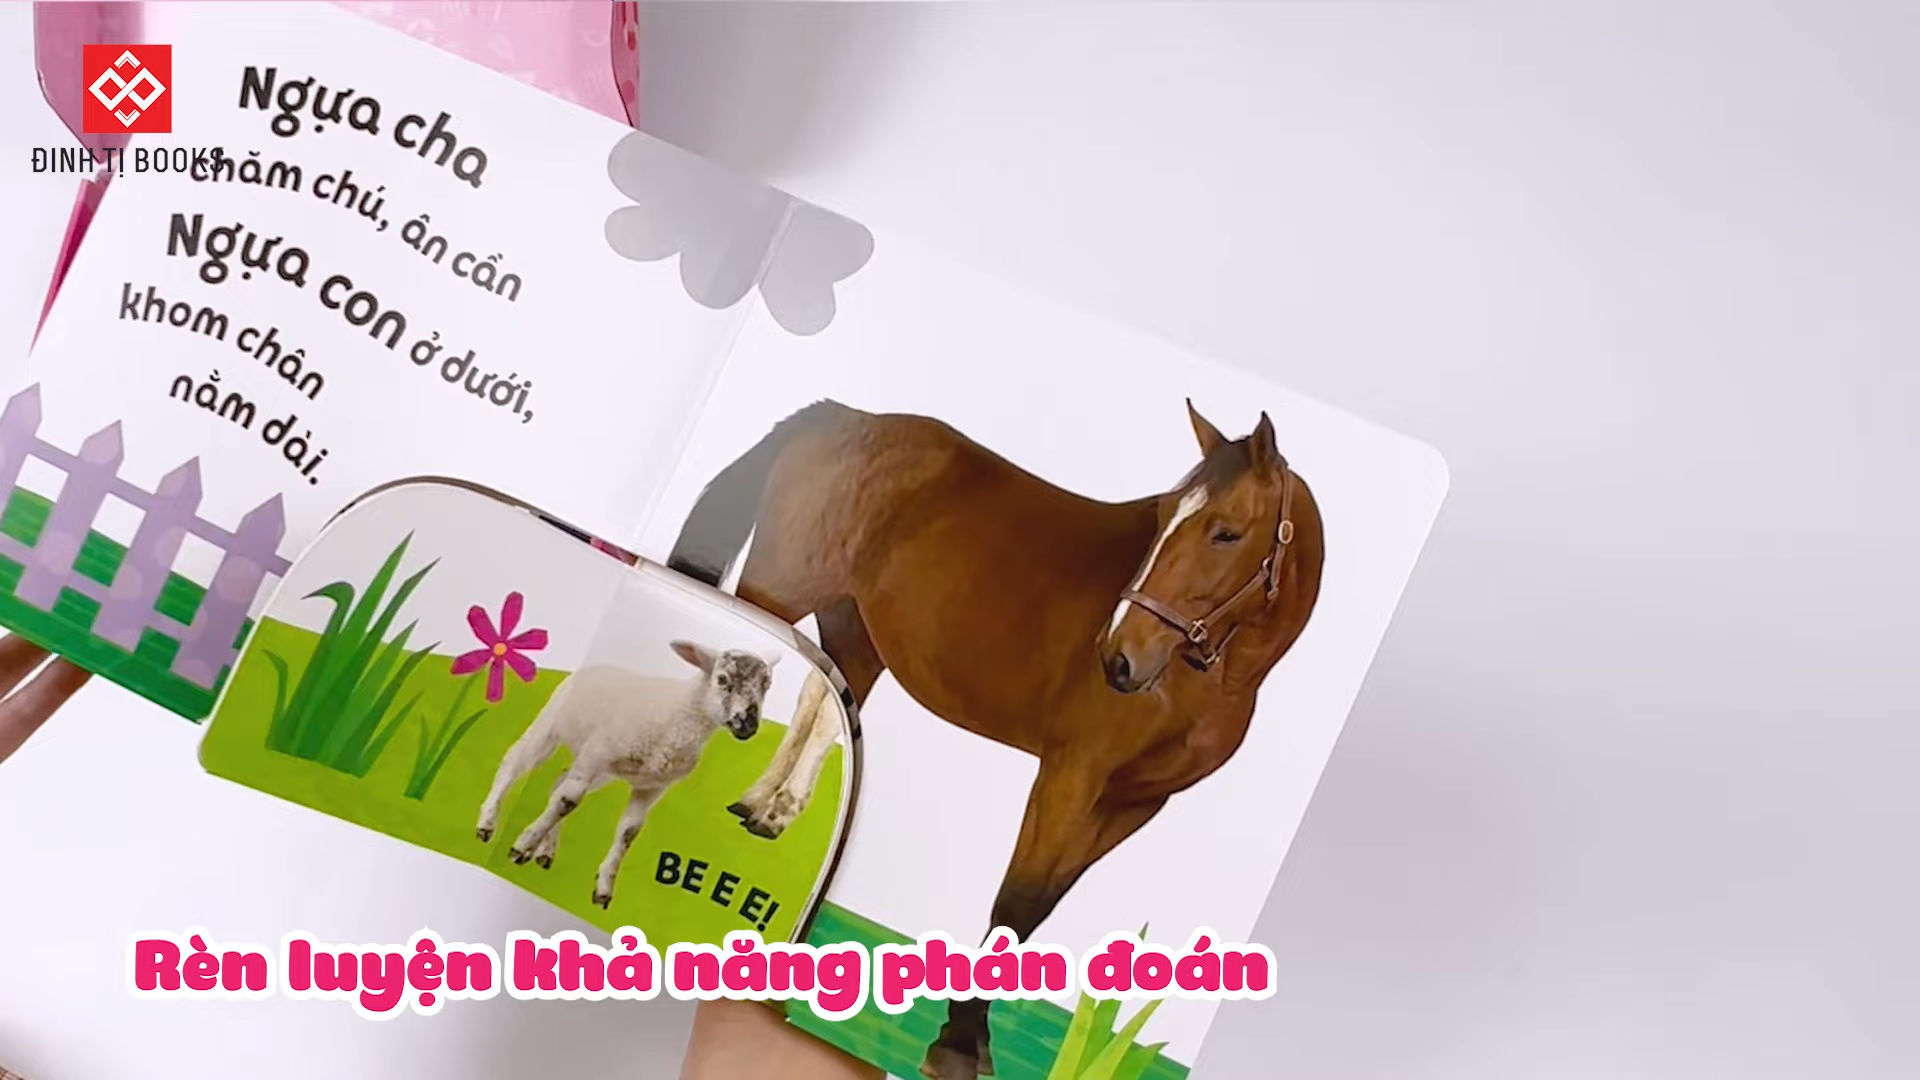 ĐINH TỊ BOOKS
Ngựa cha
chăm chú, ân cần
Ngựa con ở dưới,
khom chân
nằm dài.
BE E E!
Rèn luyện khả năng phán đoán